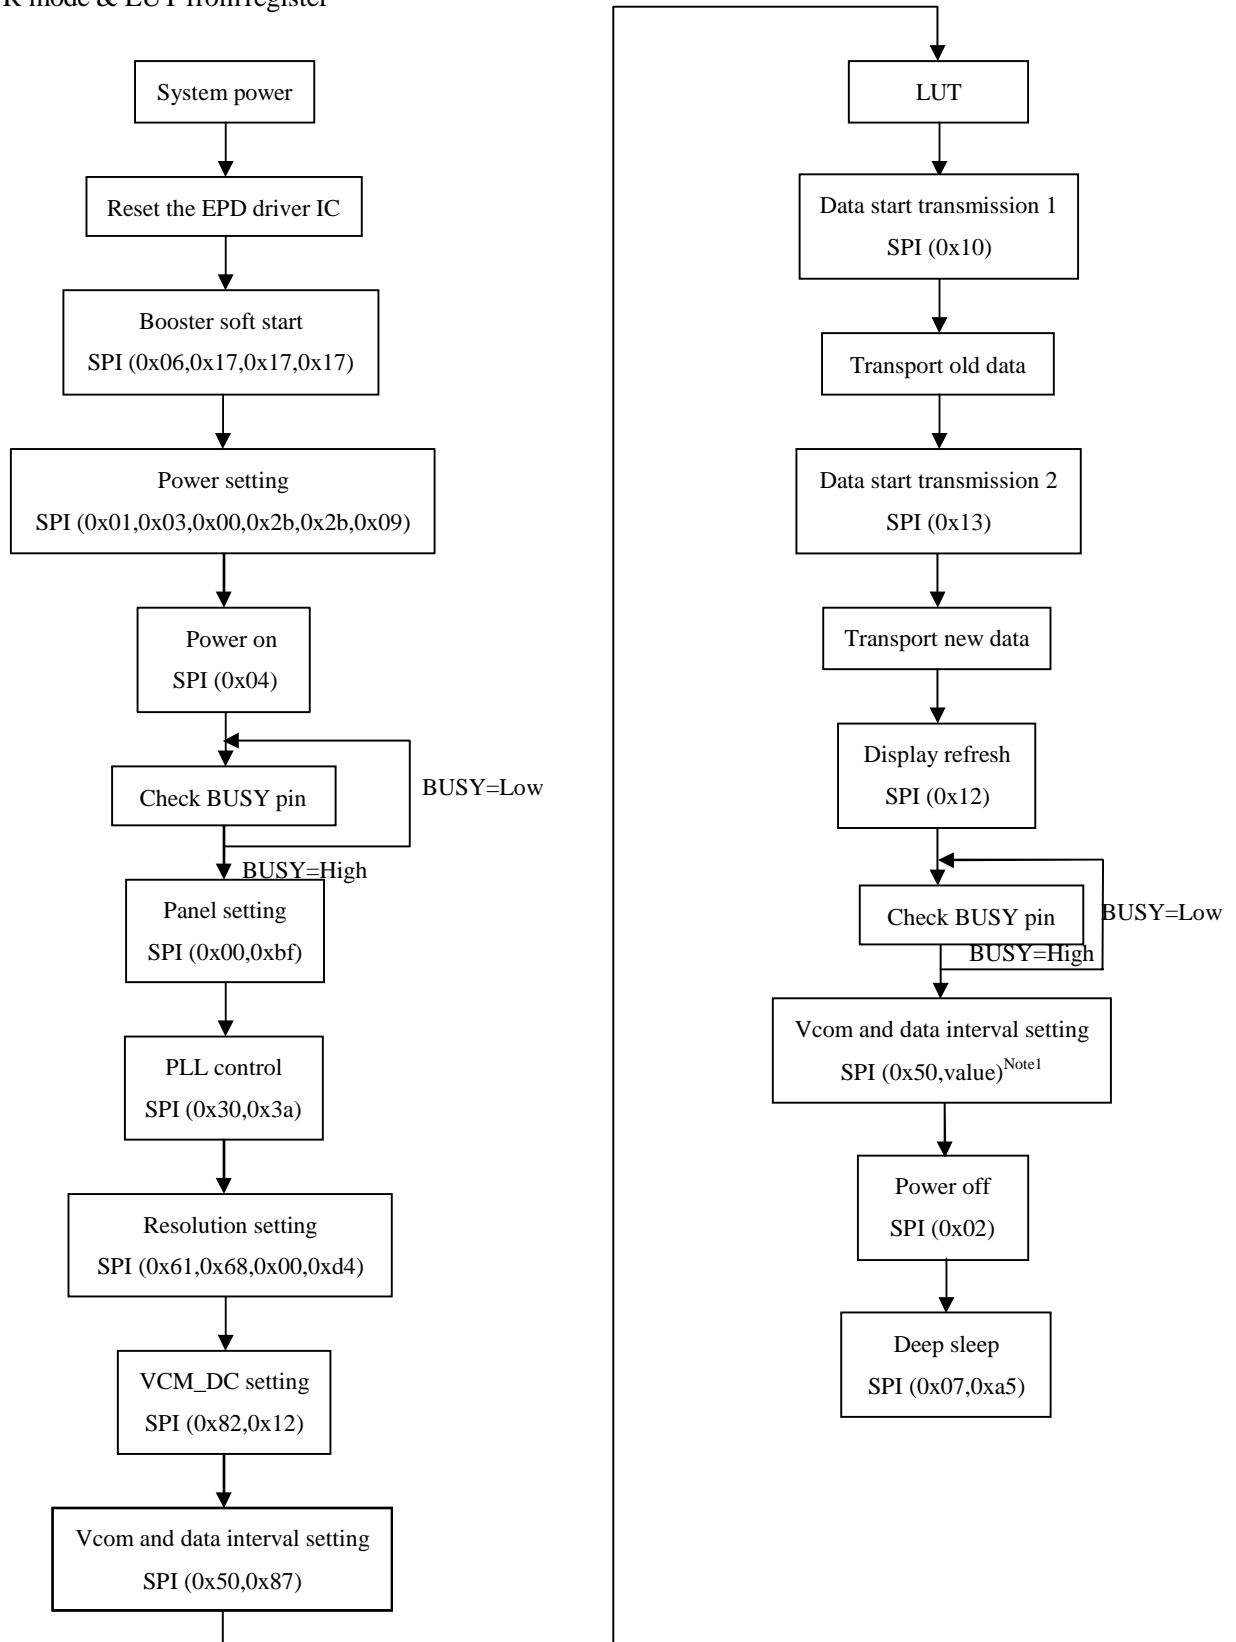 R mode & LUT from register
System power
Reset the EPD driver IC
Booster soft start
SPI (0x06,0x17,0x17,0x17)
Power setting
SPI (0x01,0x03,0x00,0x2b,0x2b,0x09)
Power on
SPI (0x04)
Check BUSY pin
BUSY=Low
BUSY=High
Panel setting
SPI (0x00,0xbf)
PLL control
SPI (0x30,0x3a)
Resolution setting
SPI (0x61,0x68,0x00,0xd4)
VCM_DC setting
SPI (0x82,0x12)
Vcom and data interval setting
SPI (0x50,0x87)
LUT
Data start transmission 1
SPI (0x10)
Transport old data
Data start transmission 2
SPI (0x13)
Transport new data
Display refresh
SPI (0x12)
Check BUSY pin
BUSY=Low
BUSY=High
Vcom and data interval setting
SPI (0x50,value)Note1
Power off
SPI (0x02)
Deep sleep
SPI (0x07,0xa5)